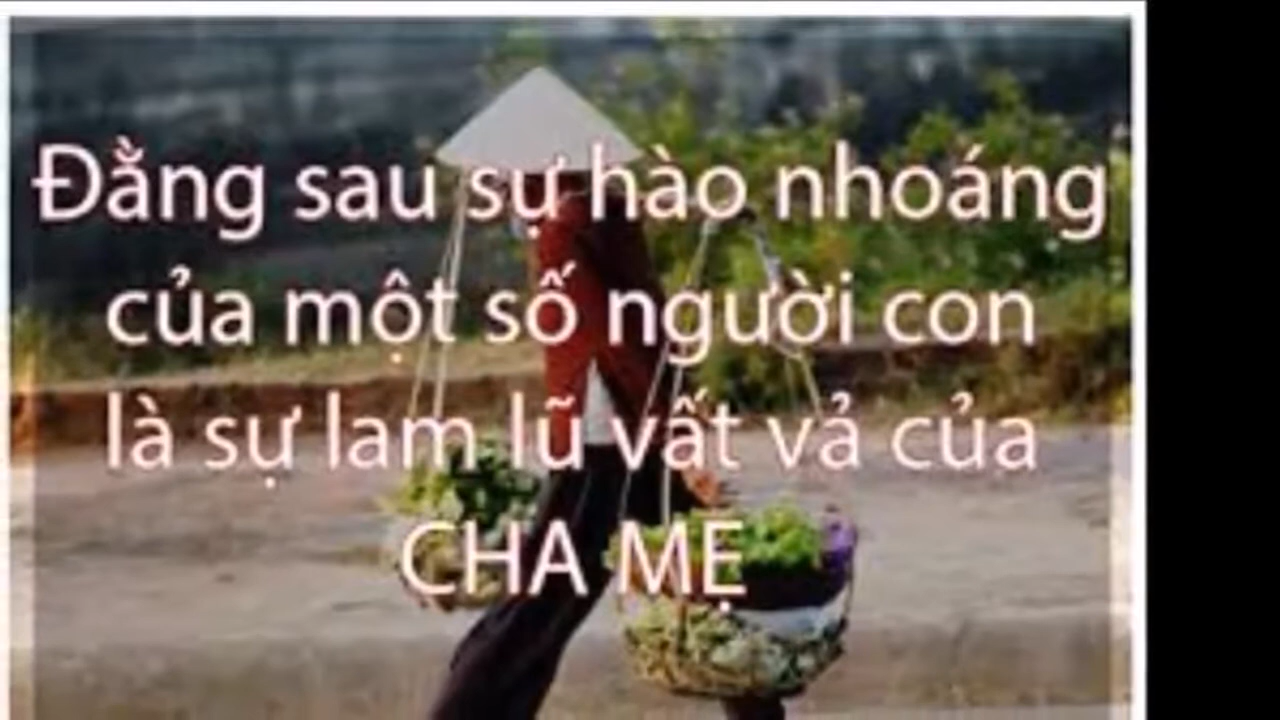 Đằng sau sự hào nhoáng
của một số người con
là sự lam lũ vất vả của
CHA MẸ